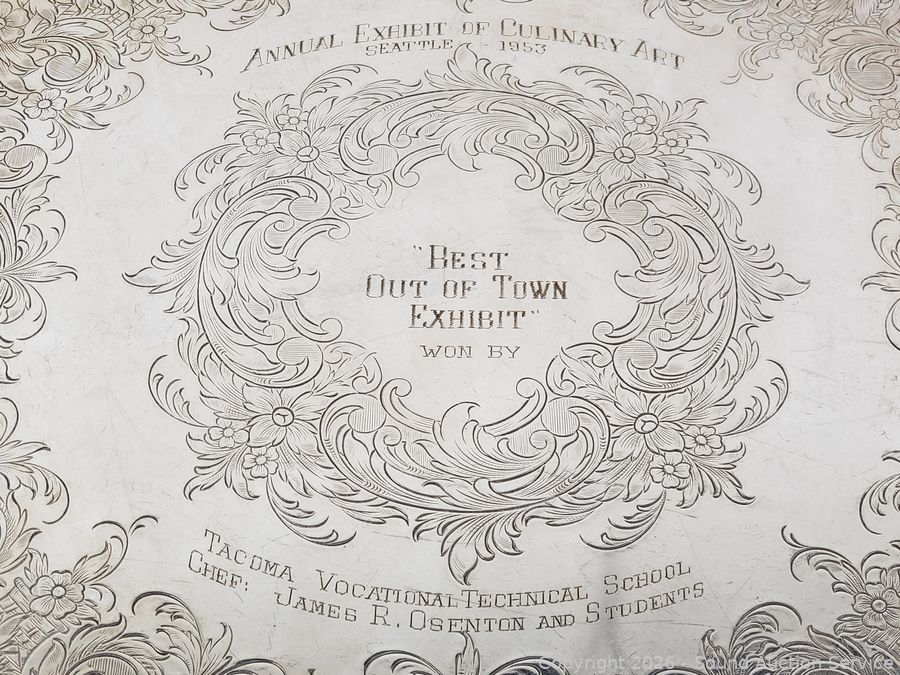 ANNUAL EXHIBIT OF CULINARY ART
SEATTLE - 1953
"BEST
OUT OF TOWN
EXHIBIT"
WON BY
TACOMA VOCATIONAL TECHNICAL SCHOOL
CHEF: JAMES R. OSENTON AND STUDENTS
Copyright 2026 - Sound Auction Service